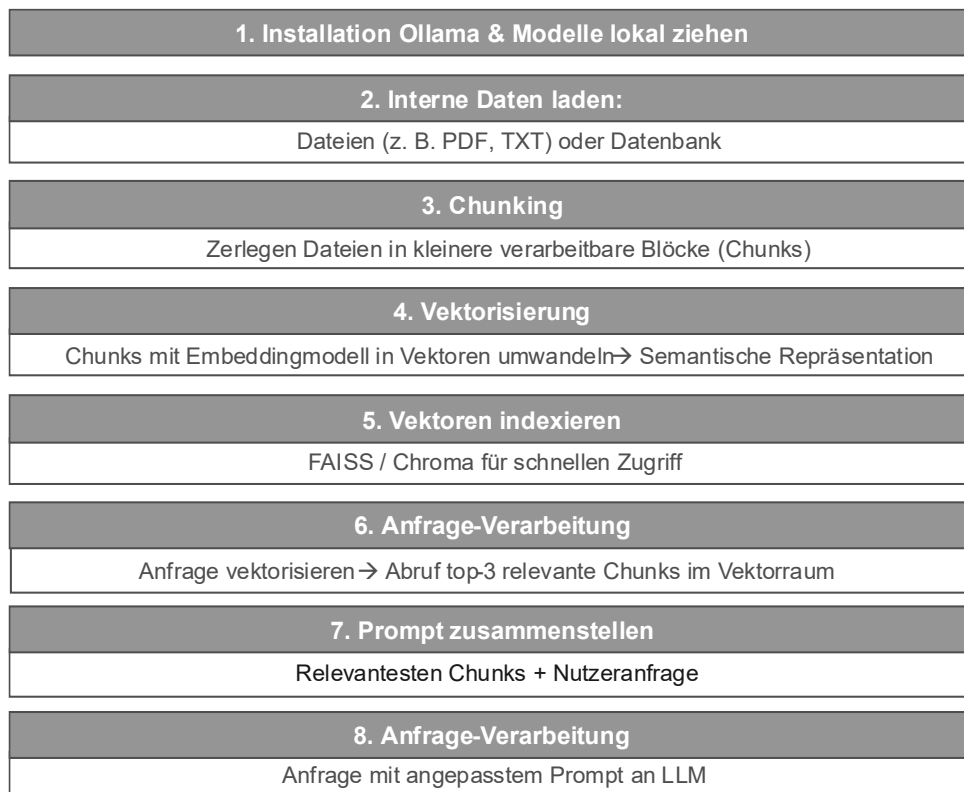 1. Installation Ollama & Modelle lokal ziehen
2. Interne Daten laden:
Dateien (z. B. PDF, TXT) oder Datenbank
3. Chunking
Zerlegen Dateien in kleinere verarbeitbare Blöcke (Chunks)
4. Vektorisierung
Chunks mit Embeddingmodell in Vektoren umwandeln→ Semantische Repräsentation
5. Vektoren indexieren
FAISS / Chroma für schnellen Zugriff
6. Anfrage-Verarbeitung
Anfrage vektorisieren → Abruf top-3 relevante Chunks im Vektorraum
7. Prompt zusammenstellen
Relevantesten Chunks + Nutzeranfrage
8. Anfrage-Verarbeitung
Anfrage mit angepasstem Prompt an LLM